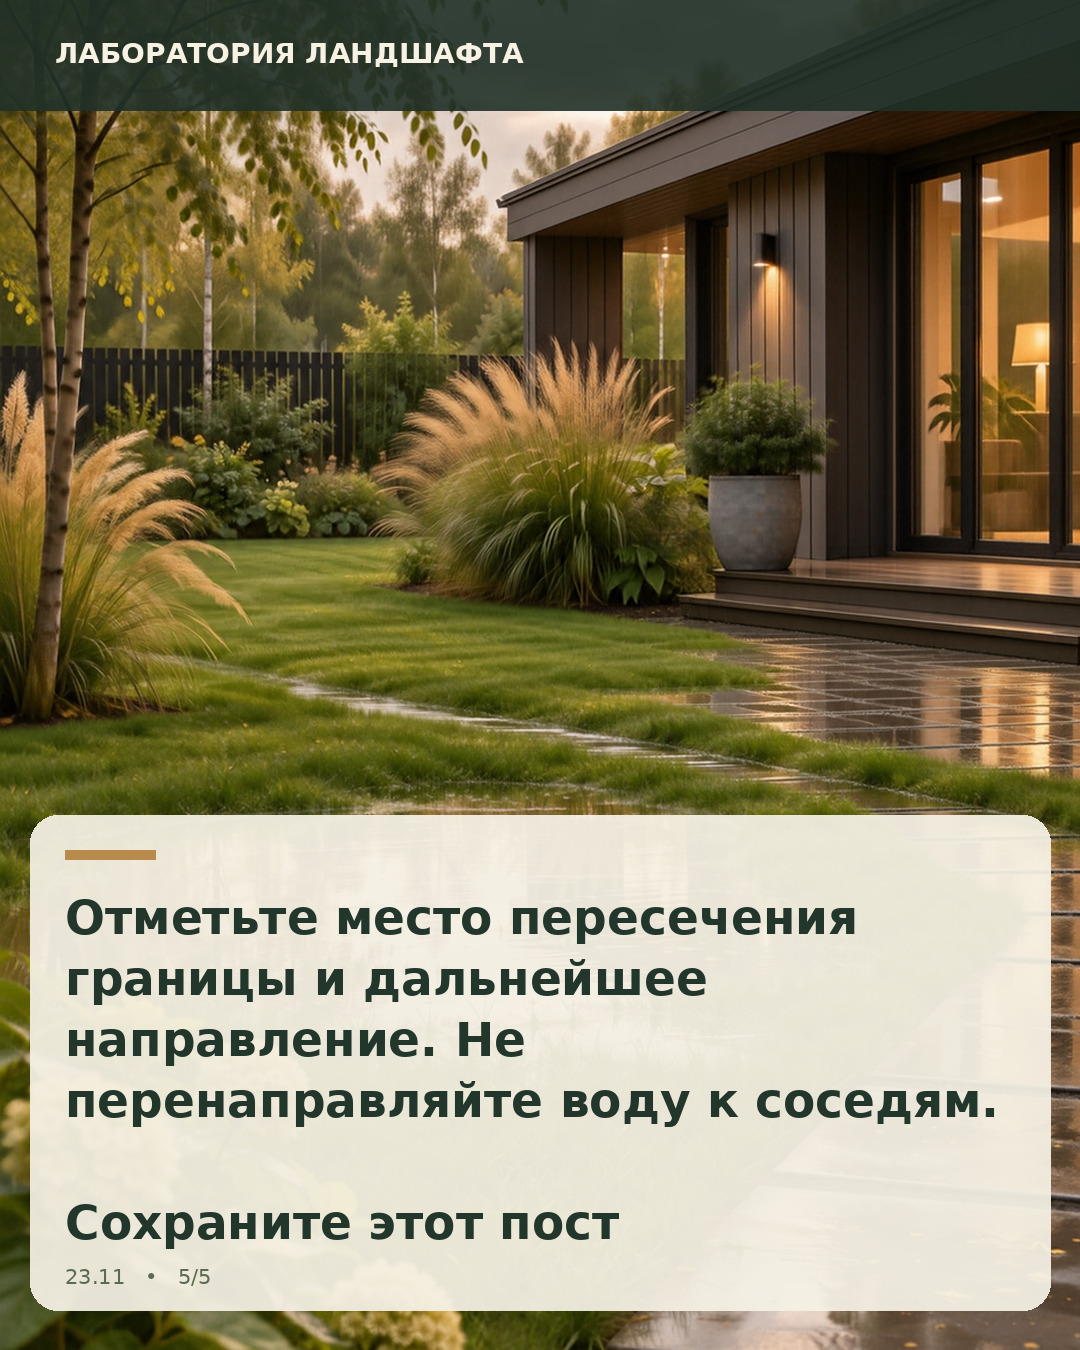 ЛАБОРАТОРИЯ ЛАНДШАФТА
Отметьте место пересечения
границы и дальнейшее
направление. Не
перенаправляйте воду к соседям.
Сохраните этот пост
23.11 • 5/5